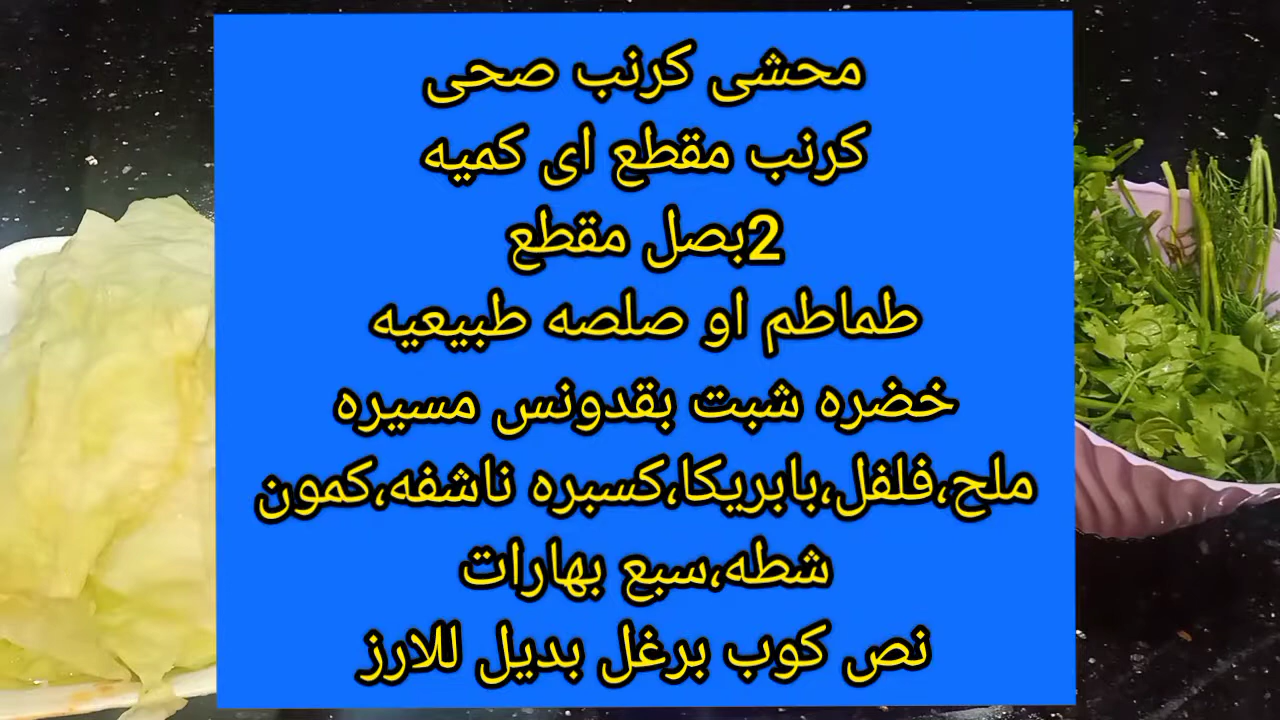 محشى كرنب صحى
كرنب مقطع اى كميه
2بصل مقطع
طماطم او صلصه طبيعيه
خضره شبت بقدونس مسيره
ملح،فلفل،بابريكا،كسبره ناشفه،كمون
شطه،سبع بهارات
نص كوب برغل بديل للارز